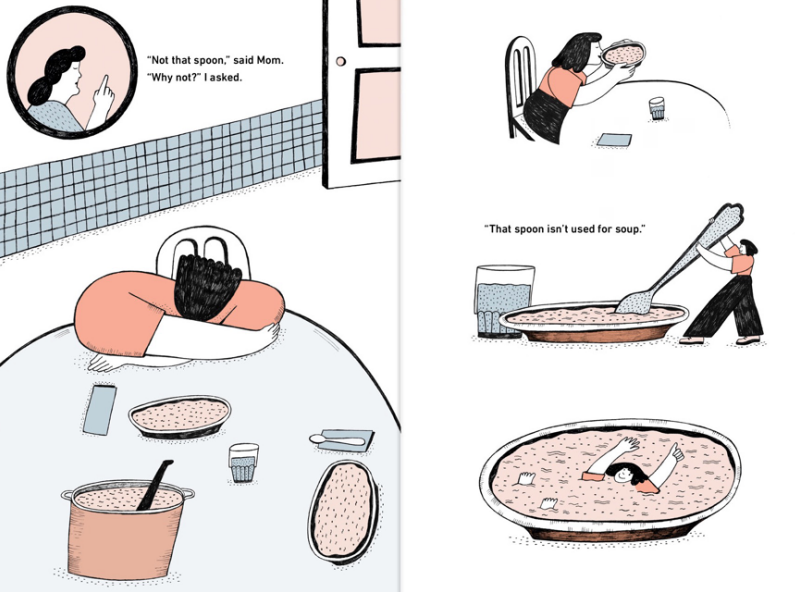 “Not that spoon,” said Mom.
“Why not?” I asked.
“That spoon isn’t used for soup.”